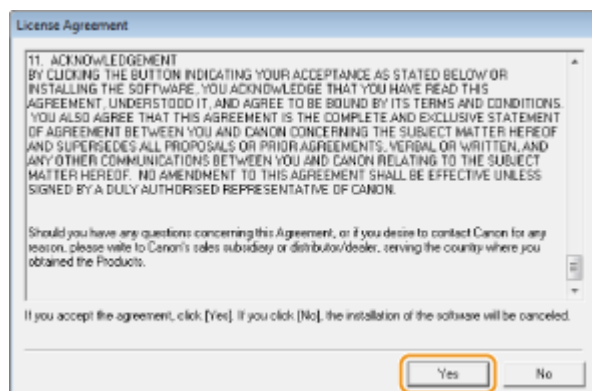 License Agreement
11. ACKNOWLEDGEMENT
BY CLICKING THE BUTTON INDICATING YOUR ACCEPTANCE AS STATED BELOW OR
INSTALLING THE SOFTWARE, YOU ACKNOWLEDGE THAT YOU HAVE READ THIS
AGREEMENT, UNDERSTOOD IT, AND AGREE TO BE BOUND BY ITS TERMS AND CONDITIONS.
YOU ALSO AGREE THAT THIS AGREEMENT IS THE COMPLETE AND EXCLUSIVE STATEMENT
OF AGREEMENT BETWEEN YOU AND CANON CONCERNING THE SUBJECT MATTER HEREOF
AND SUPERSEDES ALL PROPOSALS OR PRIOR AGREEMENTS, VERBAL OR WRITTEN, AND
ANY OTHER COMMUNICATIONS BETWEEN YOU AND CANON RELATING TO THE SUBJECT
MATTER HEREOF. NO AMENDMENT TO THIS AGREEMENT SHALL BE EFFECTIVE UNLESS
SIGNED BY A DULY AUTHORISED REPRESENTATIVE OF CANON.
Should you have any questions concerning this Agreement, or if you desire to contact Canon for any
reason, please write to Canon's sales subsidiary or distributor/dealer, serving the country where you
obtained the Products.
If you accept the agreement, click [Yes]. If you click [No], the installation of the software will be canceled.
Yes
No